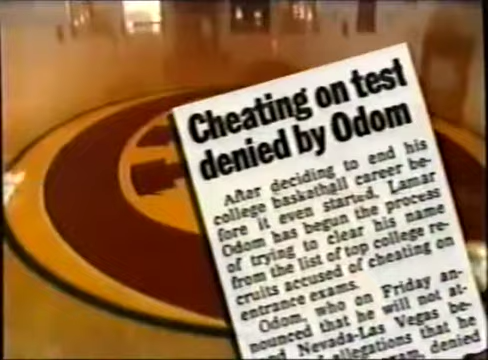 Cheating on test
denied by Odom
After deciding to end his
college basketball career be-
fore it even started, Lamar
Odom has begun the process
of trying to clear his name
from the list of top college re-
cruits accused of cheating on
entrance exams.
Odom, who on Friday an-
nounced that he will not at-
Nevada-Las Vegas be-
that he
denied